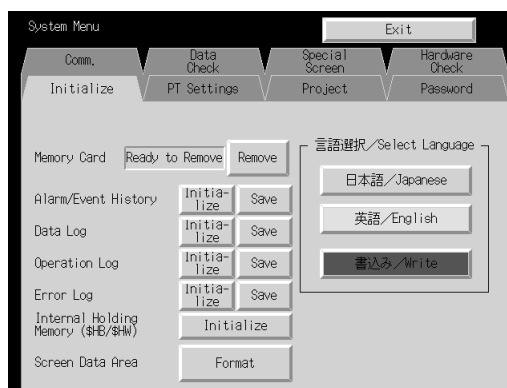 System Menu
Exit
Comm.
Data
Check
Special
Screen
Hardware
Check
Initialize
PT Settings
Project
Password
Memory Card
Ready to Remove
Remove
Alarm/Event History
Initia-
lize
Save
Data Log
Initia-
lize
Save
Operation Log
Initia-
lize
Save
Error Log
Initia-
lize
Save
Internal Holding
Memory ($HB/$HW)
Initialize
Screen Data Area
Format
言語選択/Select Language
日本語/Japanese
英語/English
書込み/Write